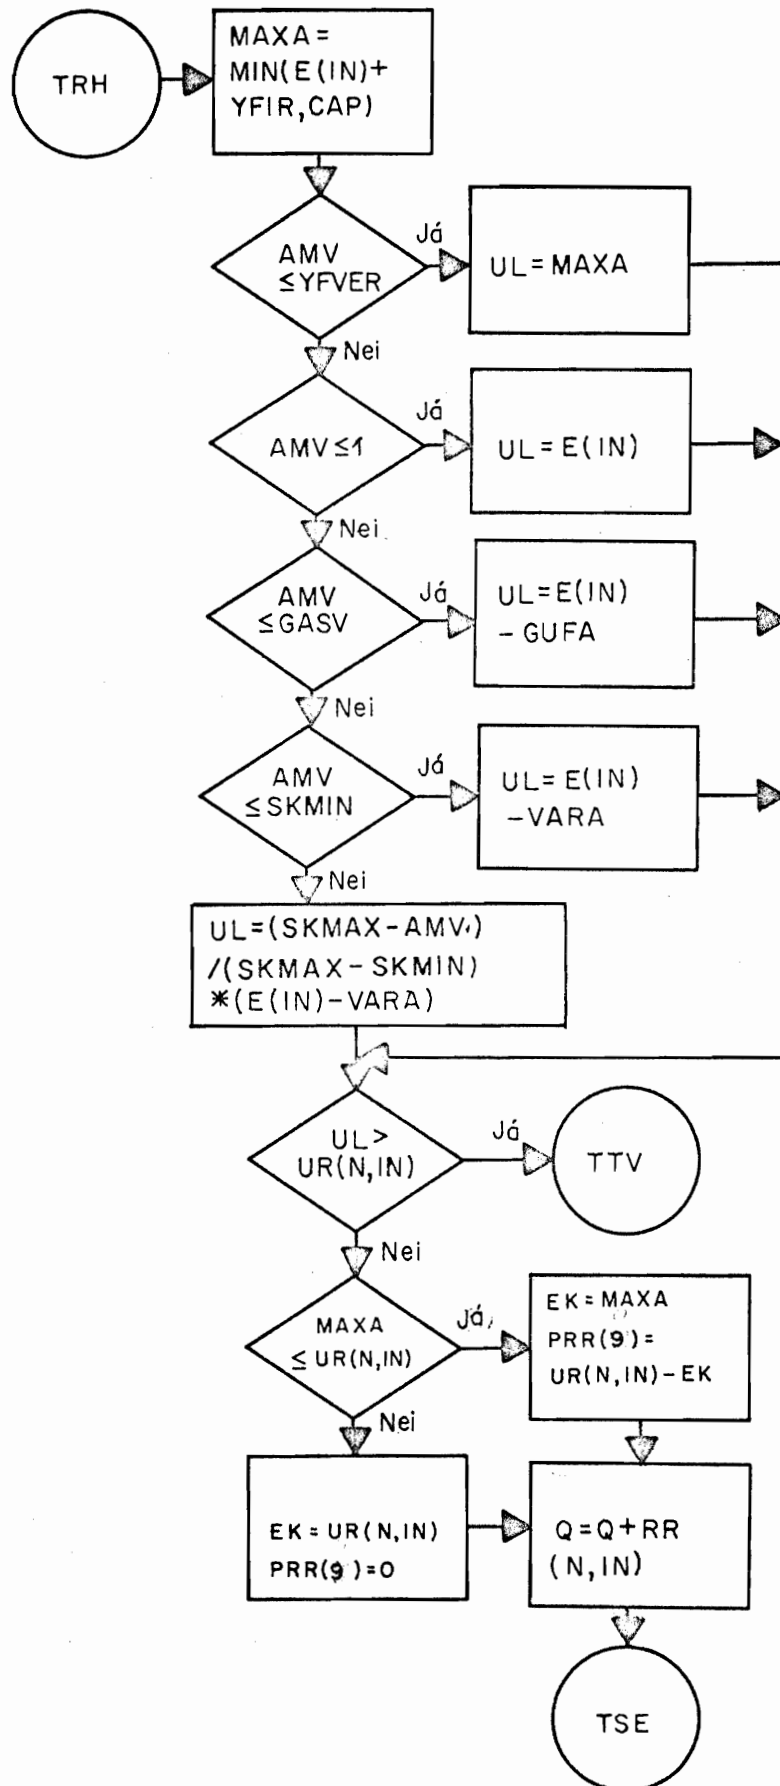 TRH
MAXA =
MIN(E(IN)+
YFIR,CAP)
AMV
≤YFVER
Já
UL=MAXA
Nei
AMV≤1
Já
UL=E(IN)
Nei
AMV
≤GASV
Já
UL=E(IN)
-GUFA
Nei
AMV
≤SKMIN
Já
UL=E(IN)
-VARA
Nei
UL=(SKMAX-AMV)
/(SKMAX-SKMIN)
*(E(IN)-VARA)
UL>
UR(N,IN)
Já
TTV
Nei
MAXA
≤ UR(N,IN)
Já
EK=MAXA
PRR(9)=
UR(N,IN)-EK
Nei
EK=UR(N,IN)
PRR(9)=0
Q=Q+RR
(N,IN)
TSE